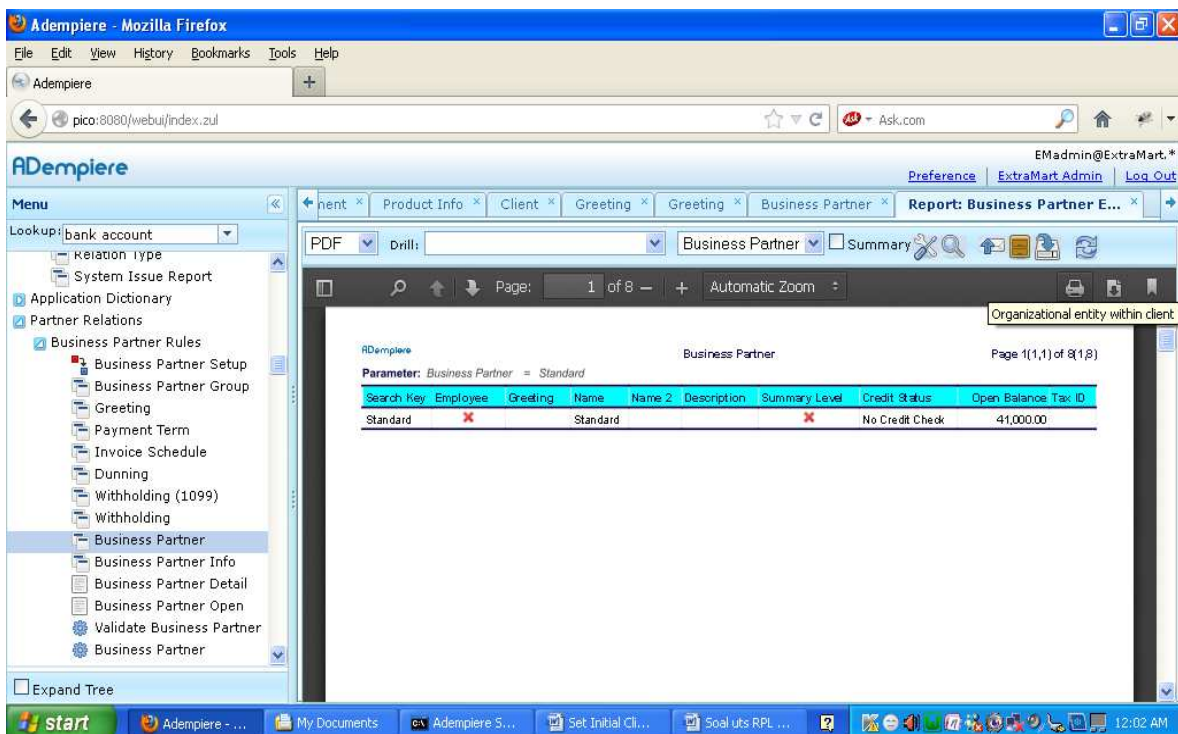 Adempiere - Mozilla Firefox
File Edit View History Bookmarks Tools Help
Adempiere
pico:8080/webui/index.zul
Ask.com
ADempiere
EMadmin@ExtraMart.*
Preference ExtraMart Admin Log Out
Menu
nent Product Info Client Greeting Greeting Business Partner Report: Business Partner E...
Lookup: bank account
PDF Drill: Business Partner Summary
Relation Type
System Issue Report
Application Dictionary
Partner Relations
Business Partner Rules
Business Partner Setup
Business Partner Group
Greeting
Payment Term
Invoice Schedule
Dunning
Withholding (1099)
Withholding
Business Partner
Business Partner Info
Business Partner Detail
Business Partner Open
Validate Business Partner
Business Partner
Expand Tree
Page: 1 of 8 Automatic Zoom
Organizational entity within client
ADempiere Business Partner Page 1(1,1) of 8(1,8)
Parameter: Business Partner = Standard
Search Key Employee Greeting Name Name 2 Description Summary Level Credit Status Open Balance Tax ID
Standard Standard No Credit Check 41,000.00
start Adempiere - ... My Documents Adempiere S... Set Initial Cli... Soal uts RPL ... 12:02 AM